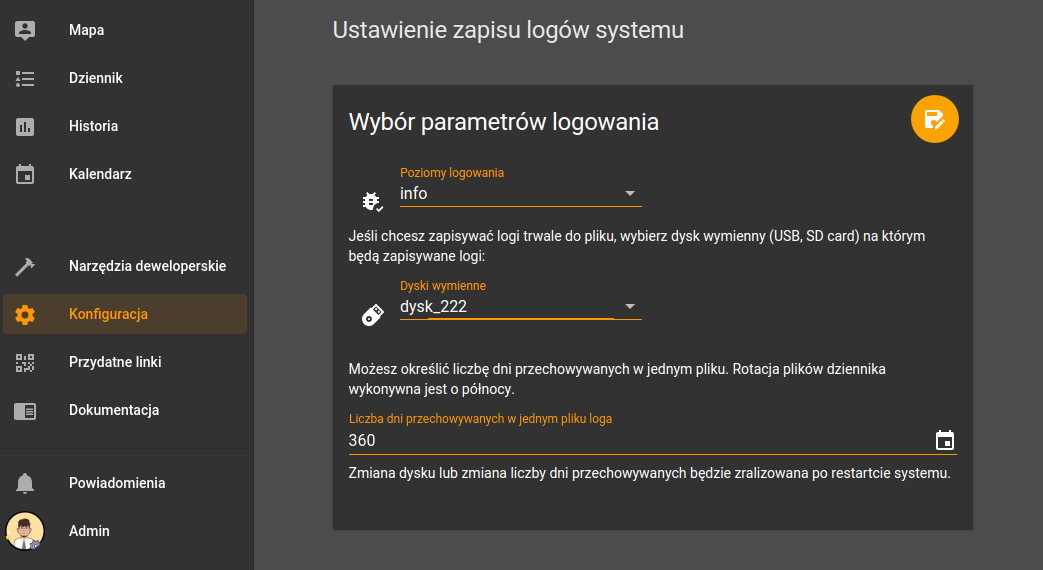 Mapa
Dziennik
Historia
Kalendarz
Narzędzia deweloperskie
Konfiguracja
Przydatne linki
Dokumentacja
Powiadomienia
Admin
Ustawienie zapisu logów systemu
Wybór parametrów logowania
Poziomy logowania
info
Jeśli chcesz zapisywać logi trwale do pliku, wybierz dysk wymienny (USB, SD card) na którym
będą zapisywane logi:
Dyski wymienne
dysk_222
Możesz określić liczbę dni przechowywanych w jednym pliku. Rotacja plików dziennika
wykonywna jest o północy.
Liczba dni przechowywanych w jednym pliku loga
360
Zmiana dysku lub zmiana liczby dni przechowywanych będzie zralizowana po restartcie systemu.